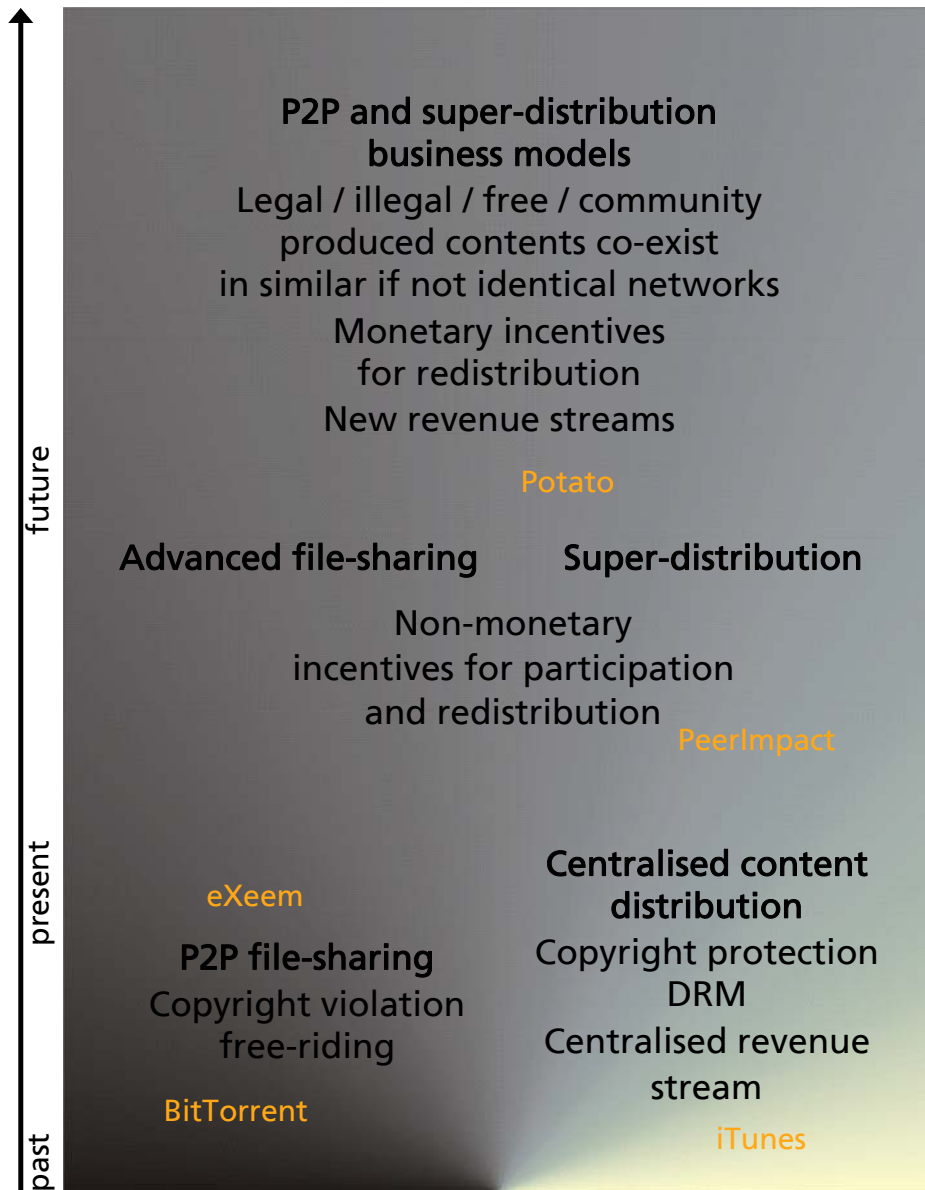 P2P and super-distribution
business models
Legal / illegal / free / community
produced contents co-exist
in similar if not identical networks
Monetary incentives
for redistribution
New revenue streams
future
Potato
Advanced file-sharing
Super-distribution
Non-monetary
incentives for participation
and redistribution
PeerImpact
present
eXeem
P2P file-sharing
Copyright violation
free-riding
BitTorrent
Centralised content
distribution
Copyright protection
DRM
Centralised revenue
stream
iTunes
past